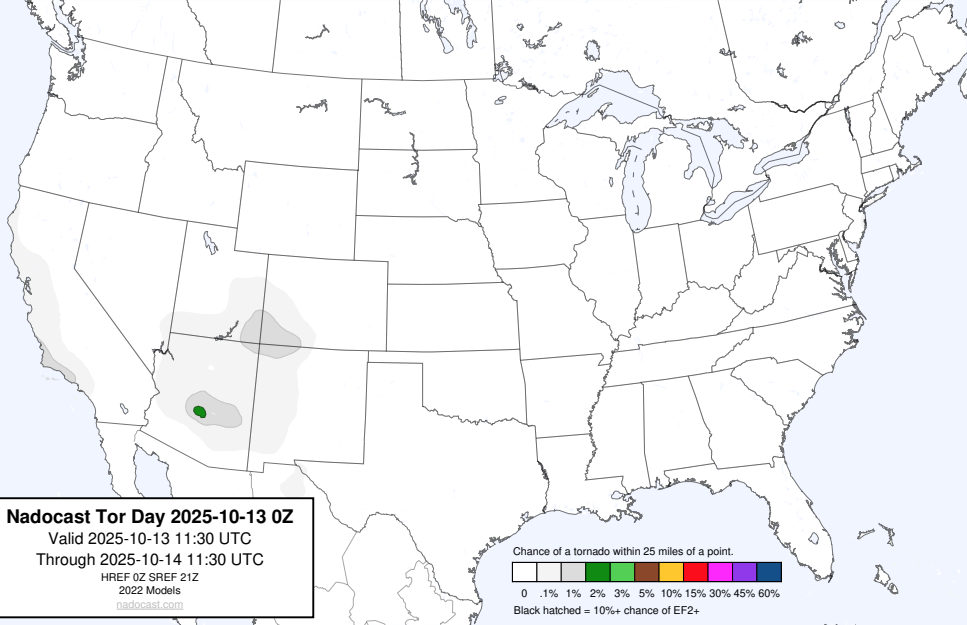 Nadocast Tor Day 2025-10-13 0Z
Valid 2025-10-13 11:30 UTC
Through 2025-10-14 11:30 UTC
HREF 0Z SREF 21Z
2022 Models
nadocast.com
Chance of a tornado within 25 miles of a point.
0 .1% 1% 2% 3% 5% 10% 15% 30% 45% 60%
Black hatched = 10%+ chance of EF2+